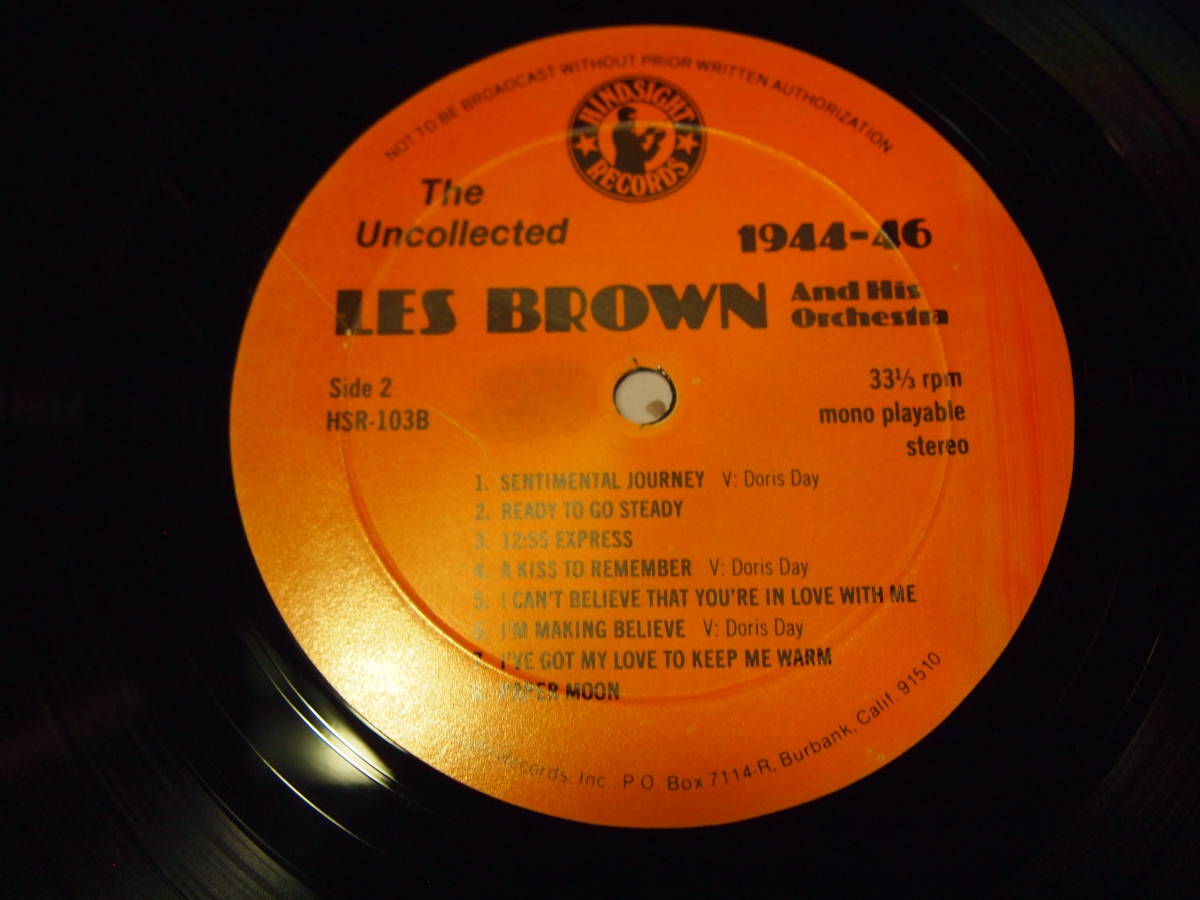 NOT TO BE BROADCAST WITHOUT PRIOR WRITTEN AUTHORIZATION
HINDSIGHT
RECORDS
The
Uncollected
1944-46
LES BROWN And His
Orchestra
Side 2
HSR-103B
33⅓ rpm
mono playable
stereo
1. SENTIMENTAL JOURNEY V: Doris Day
2. READY TO GO STEADY
3. 12:55 EXPRESS
4. A KISS TO REMEMBER V: Doris Day
5. I CAN'T BELIEVE THAT YOU'RE IN LOVE WITH ME
6. I'M MAKING BELIEVE V: Doris Day
7. I'VE GOT MY LOVE TO KEEP ME WARM
PAPER MOON
Records, Inc., P.O. Box 7114-R, Burbank, Calif. 91510